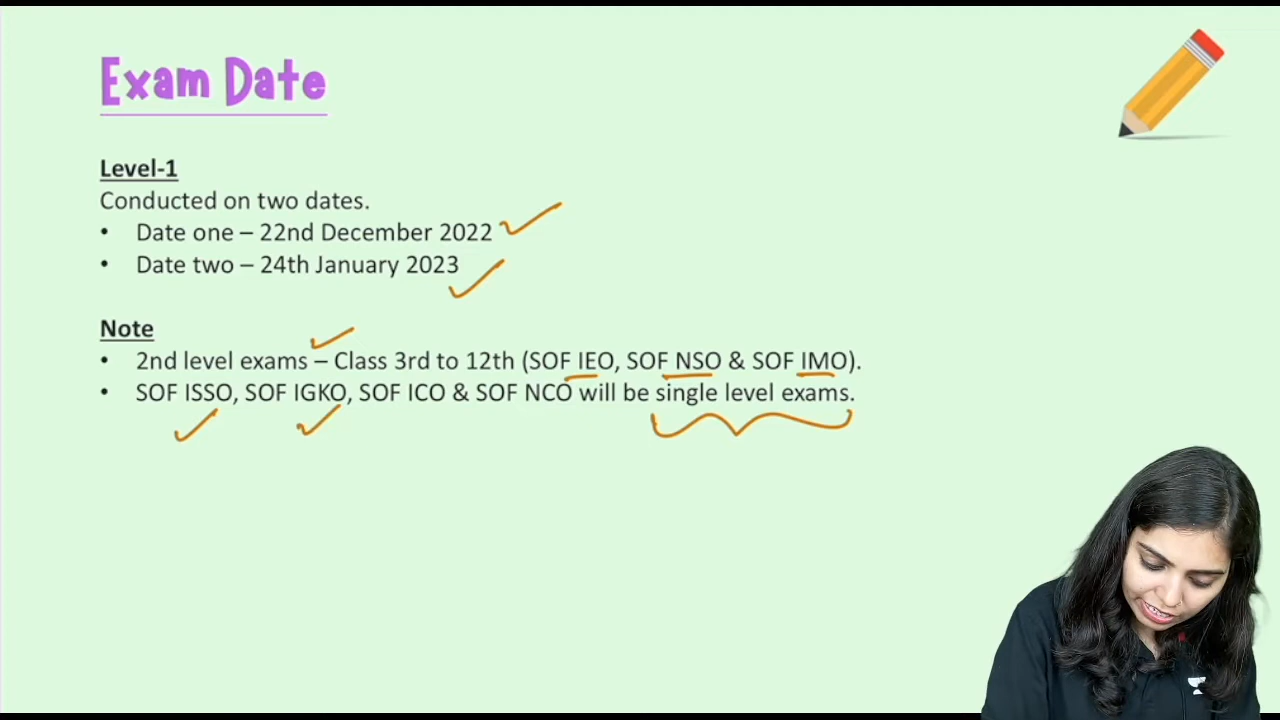 Exam Date
Level-1
Conducted on two dates.
• Date one – 22nd December 2022
• Date two – 24th January 2023
Note
• 2nd level exams – Class 3rd to 12th (SOF IEO, SOF NSO & SOF IMO).
• SOF ISSO, SOF IGKO, SOF ICO & SOF NCO will be single level exams.